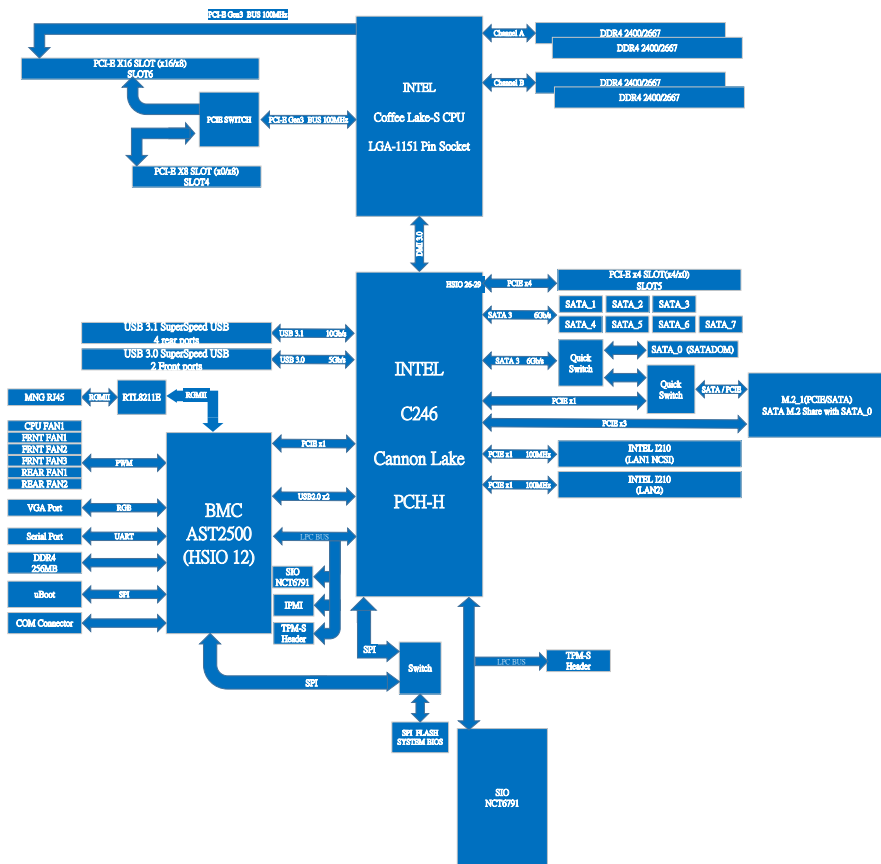 PCI-E Gen3 BUS 100MHz
PCI-E X16 SLOT (x16/x8)
SLOT6
PCIE SWITCH
PCI-E Gen3 BUS 100MHz
PCI-E X8 SLOT (x0/x8)
SLOT4
INTEL
Coffee Lake-S CPU
LGA-1151 Pin Socket
Channel A
DDR4 2400/2667
DDR4 2400/2667
Channel B
DDR4 2400/2667
DDR4 2400/2667
DMI 3.0
HSIO 26-29
PCIE x4
PCI-E x4 SLOT(x4/x0)
SLOT5
SATA 3 6Gb/s
SATA_1
SATA_2
SATA_3
SATA_4
SATA_5
SATA_6
SATA_7
USB 3.1 SuperSpeed USB
4 rear ports
USB 3.1 10Gb/s
USB 3.0 SuperSpeed USB
2 Front ports
USB 3.0 5Gb/s
INTEL
C246
Cannon Lake
PCH-H
SATA 3 6Gb/s
Quick
Switch
SATA_0 (SATADOM)
Quick
Switch
SATA / PCIE
PCIE x1
PCIE x3
M.2_1(PCIE/SATA)
SATA M.2 Share with SATA_0
MNG RJ45
RGMII
RTL8211E
RGMII
CPU FAN1
FRNT FAN1
FRNT FAN2
FRNT FAN3
REAR FAN1
REAR FAN2
PWM
PCIE x1
PCIE x1 100MHz
INTEL I210
(LAN1 NCSI)
PCIE x1 100MHz
INTEL I210
(LAN2)
BMC
AST2500
(HSIO 12)
USB2.0 x2
VGA Port
RGB
Serial Port
UART
LPC BUS
DDR4
256MB
SIO
NCT6791
uBoot
SPI
IPMI
COM Connector
TPM-S
Header
SPI
Switch
SPI
LPC BUS
TPM-S
Header
SPI FLASH
SYSTEM BIOS
SIO
NCT6791